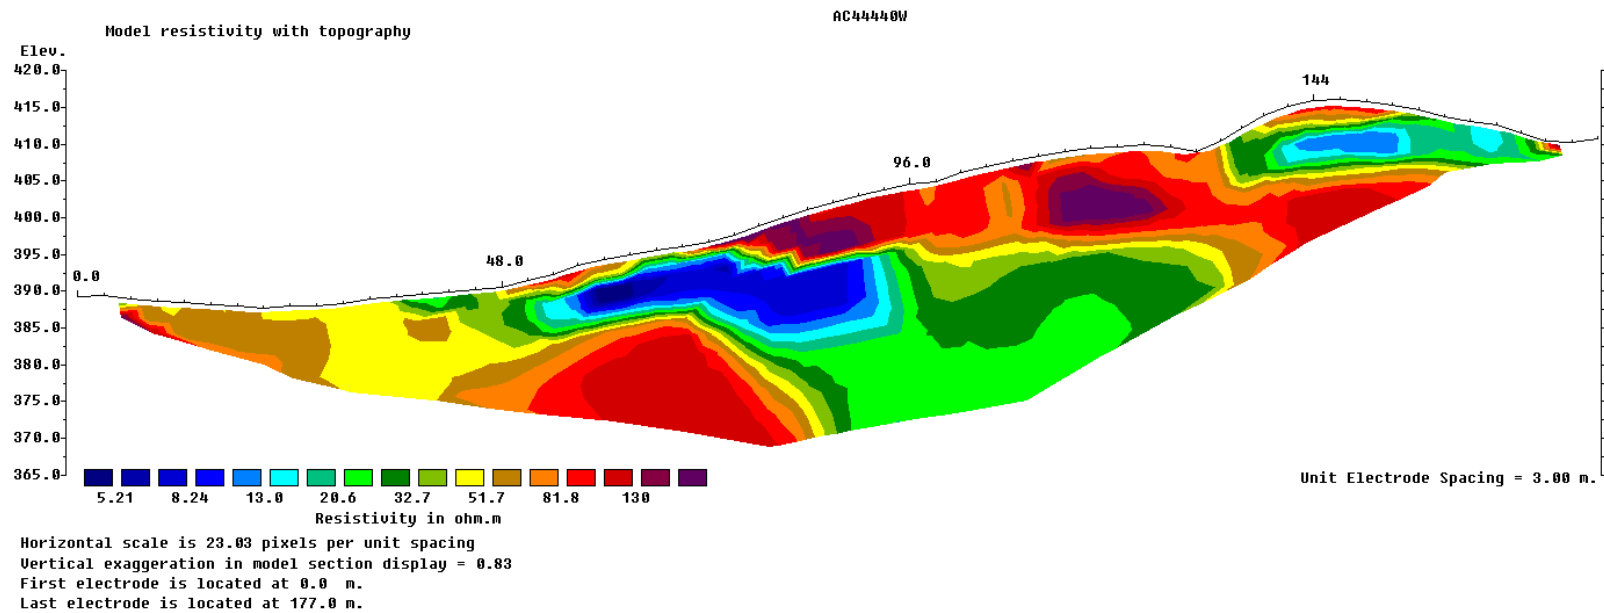 AC44440W
Model resistivity with topography
Elev.
420.0
144
415.0
410.0
96.0
405.0
400.0
395.0
48.0
0.0
390.0
385.0
380.0
375.0
370.0
365.0
Unit Electrode Spacing = 3.00 m.
5.21 8.24 13.0 20.6 32.7 51.7 81.8 130
Resistivity in ohm.m
Horizontal scale is 23.03 pixels per unit spacing
Vertical exaggeration in model section display = 0.83
First electrode is located at 0.0 m.
Last electrode is located at 177.0 m.